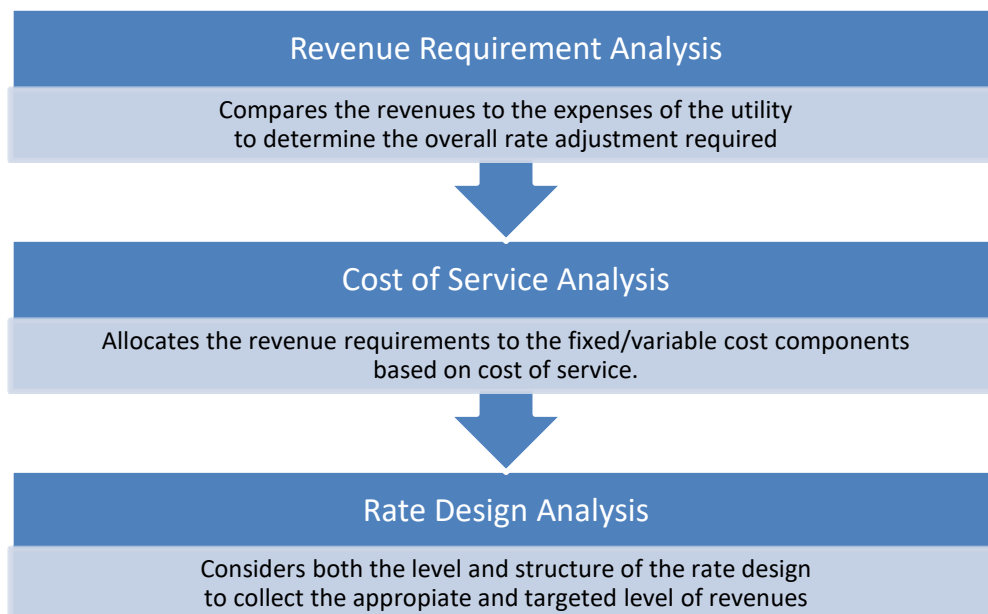 Revenue Requirement Analysis
Compares the revenues to the expenses of the utility
to determine the overall rate adjustment required
Cost of Service Analysis
Allocates the revenue requirements to the fixed/variable cost components
based on cost of service.
Rate Design Analysis
Considers both the level and structure of the rate design
to collect the appropiate and targeted level of revenues